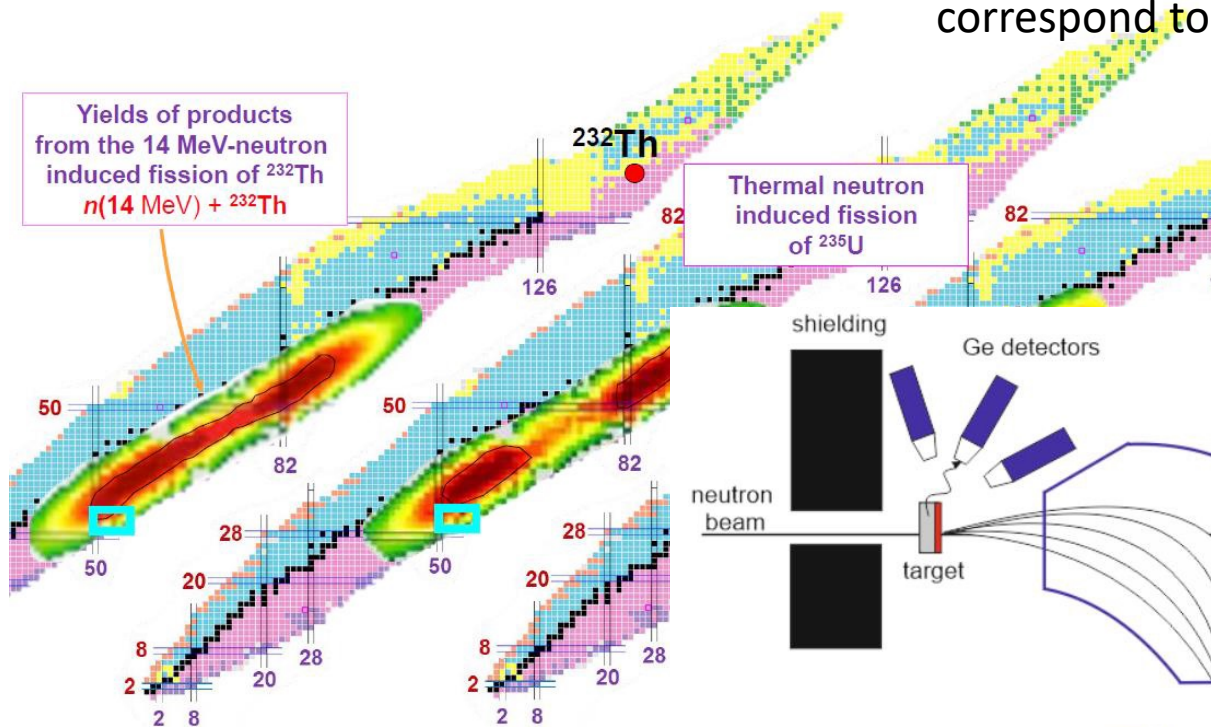 correspond to
Yields of products
from the 14 MeV-neutron
induced fission of ²³²Th
n(14 MeV) + ²³²Th
²³²Th
Thermal neutron
induced fission
of ²³⁵U
82
82
126
126
50
50
82
82
28
28
50
50
20
20
8
8
28
28
20
20
2
2
2 8
2 8
shielding
Ge detectors
neutron
beam
target